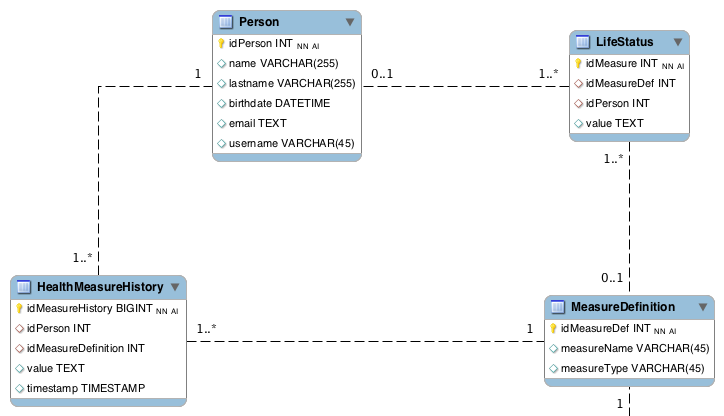 Person
idPerson INT NN AI
name VARCHAR(255)
lastname VARCHAR(255)
birthdate DATETIME
email TEXT
username VARCHAR(45)
LifeStatus
idMeasure INT NN AI
idMeasureDef INT
idPerson INT
value TEXT
1
0..1
1..*
1..*
1..*
0..1
HealthMeasureHistory
idMeasureHistory BIGINT NN AI
idPerson INT
idMeasureDefinition INT
value TEXT
timestamp TIMESTAMP
1..*
1
MeasureDefinition
idMeasureDef INT NN AI
measureName VARCHAR(45)
measureType VARCHAR(45)
1